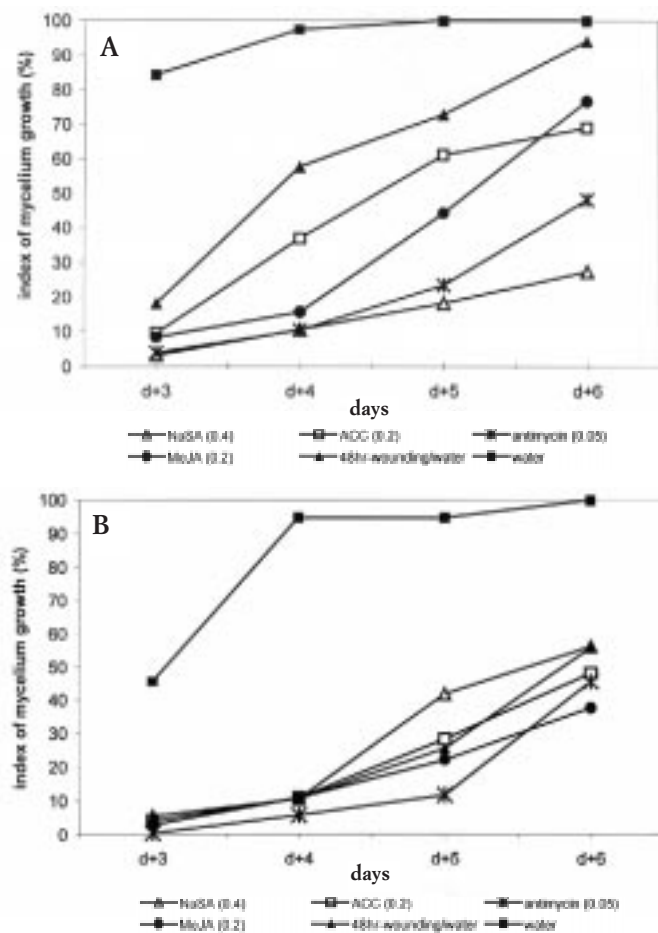 A
index of mycelium growth (%)
100
90
80
70
60
50
40
30
20
10
0
d+3 d+4 d+5 d+6
days
NaSA (0.4) ACC (0.2) antimycin (0.05)
MeJA (0.2) 48hr-wounding/water water
B
index of mycelium growth (%)
100
90
80
70
60
50
40
30
20
10
0
d+3 d+4 d+5 d+6
days
NaSA (0.4) ACC (0.2) antimycin (0.05)
MeJA (0.2) 48hr-wounding/water water